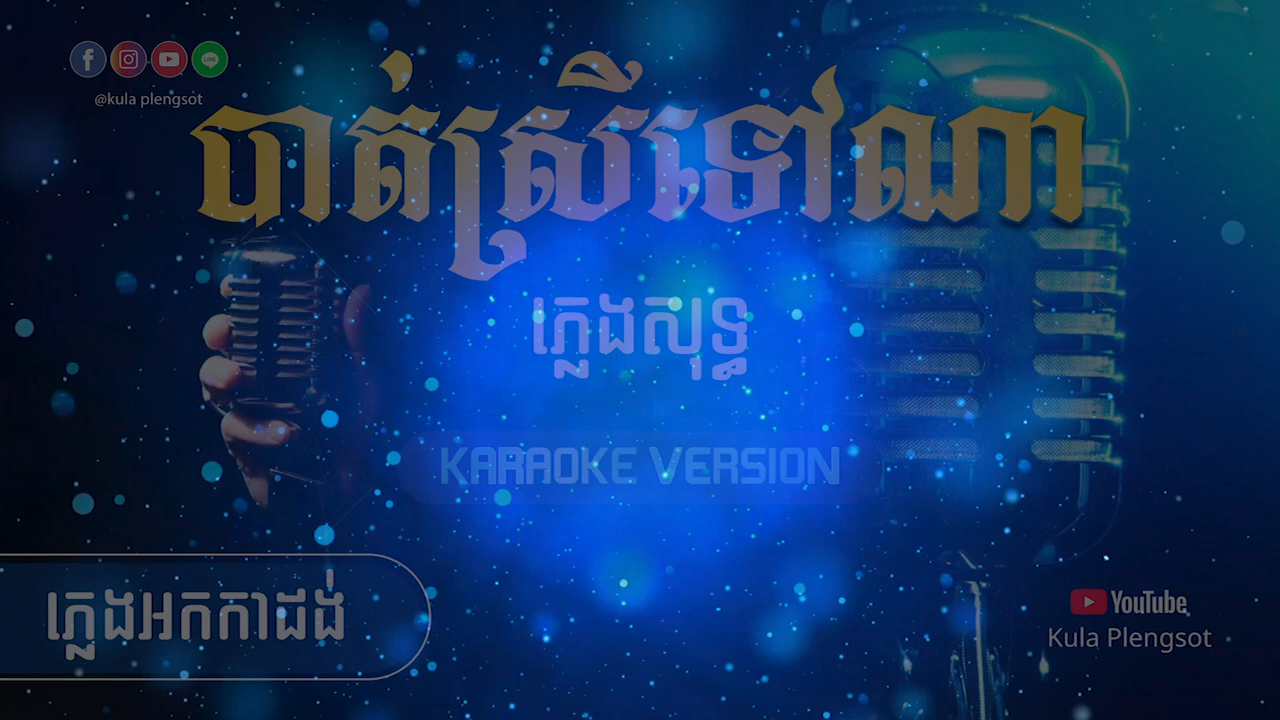 @kula plengsot
បាត់ស្រីទៅណា
ភ្លេងសុទ្ធ
KARAOKE VERSION
ភ្លេងអកកាដង់
YouTube
Kula Plengsot